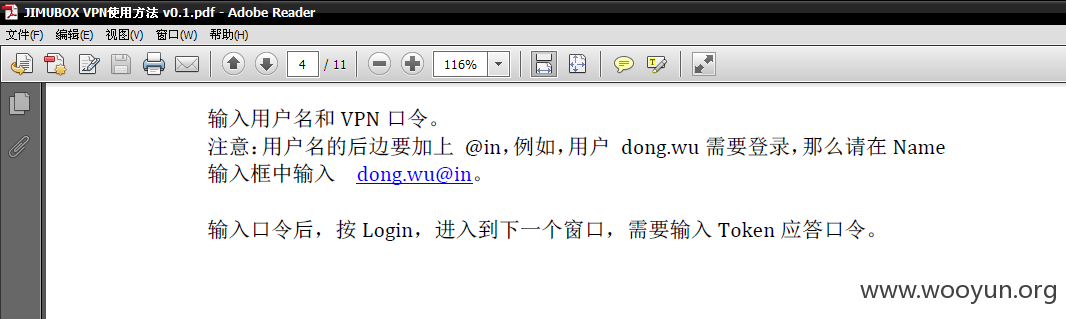 JIMUBOX VPN使用方法 v0.1.pdf - Adobe Reader
文件(F) 编辑(E) 视图(V) 窗口(W) 帮助(H)
4 / 11 116%
输入用户名和 VPN 口令。
注意：用户名的后边要加上 @in，例如，用户 dong.wu 需要登录，那么请在 Name
输入框中输入 dong.wu@in。
输入口令后，按 Login，进入到下一个窗口，需要输入 Token 应答口令。
www.wooyun.org